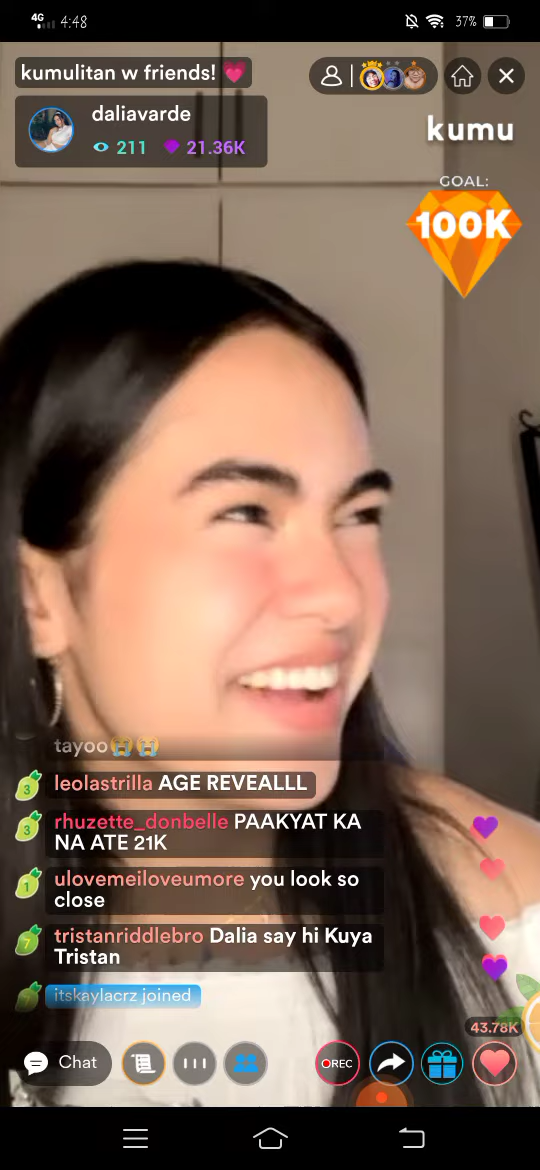 4G 4:48 37%
kumulitan w friends!
daliavarde
211 21.36K
kumu
GOAL:
100K
tayoo😭😭
3 leolastrilla AGE REVEALLL
3 rhuzette_donbelle PAAKYAT KA
NA ATE 21K
1 ulovemeiloveumore you look so
close
7 tristanriddlebro Dalia say hi Kuya
Tristan
itskaylacrz joined
43.78K
Chat
REC